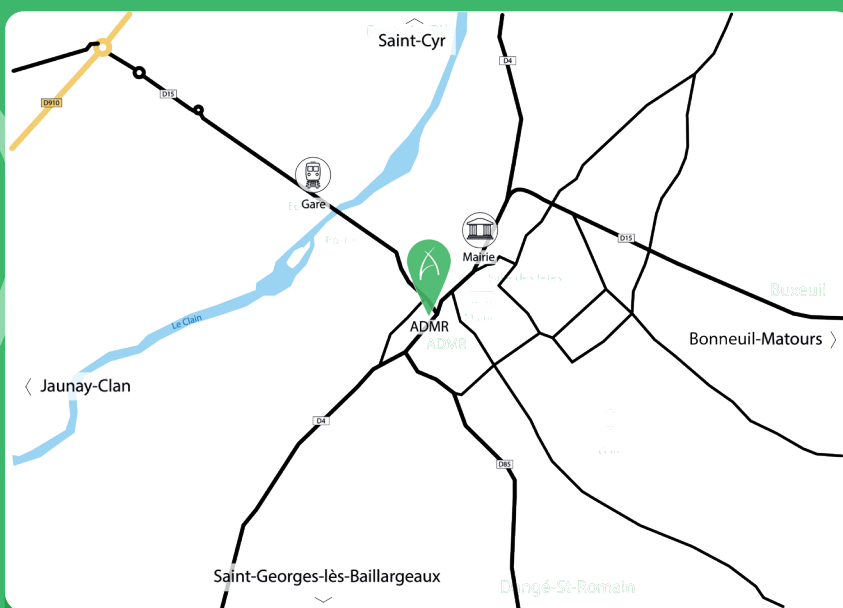 Saint-Cyr
D4
D910
D15
Gare
Mairie
D15
Buxeuil
Le Clain
ADMR
ADMR
Bonneuil-Matours
Jaunay-Clan
D4
D85
Saint-Georges-lès-Baillargeaux
Dangé-St-Romain